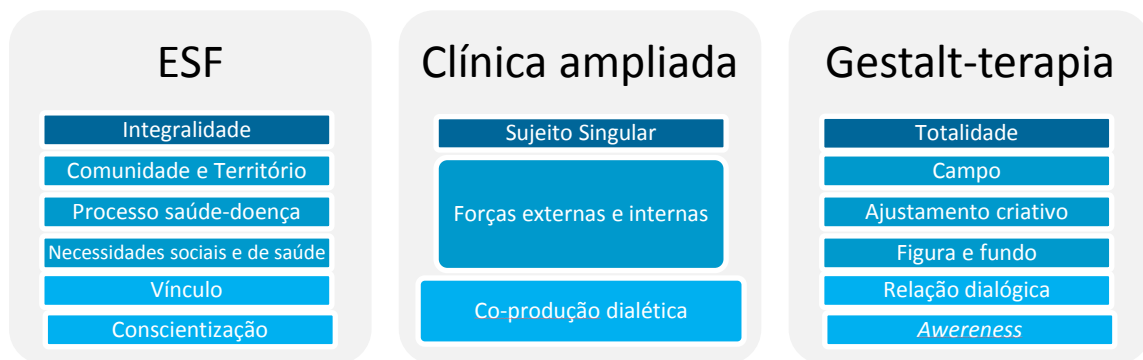 ESF
Integralidade
Comunidade e Território
Processo saúde-doença
Necessidades sociais e de saúde
Vínculo
Conscientização
Clínica ampliada
Sujeito Singular
Forças externas e internas
Co-produção dialética
Gestalt-terapia
Totalidade
Campo
Ajustamento criativo
Figura e fundo
Relação dialógica
Awereness